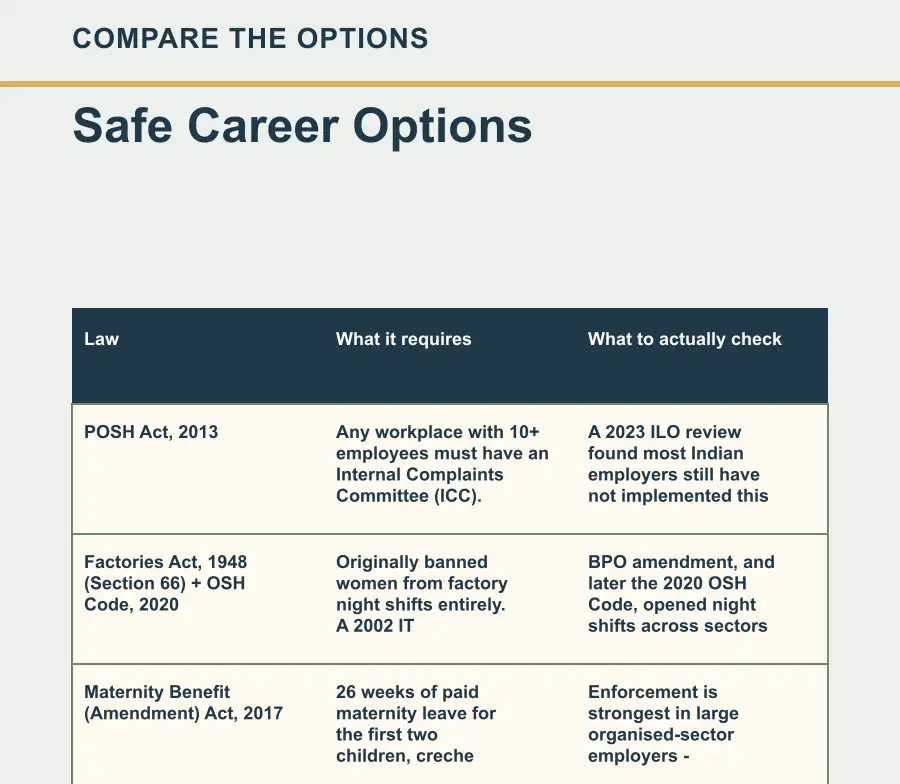 COMPARE THE OPTIONS
Safe Career Options
Law
What it requires
What to actually check
POSH Act, 2013
Any workplace with 10+
employees must have an
Internal Complaints
Committee (ICC).
A 2023 ILO review
found most Indian
employers still have
not implemented this
Factories Act, 1948
(Section 66) + OSH
Code, 2020
Originally banned
women from factory
night shifts entirely.
A 2002 IT
BPO amendment, and
later the 2020 OSH
Code, opened night
shifts across sectors
Maternity Benefit
(Amendment) Act, 2017
26 weeks of paid
maternity leave for
the first two
children, creche
Enforcement is
strongest in large
organised-sector
employers -